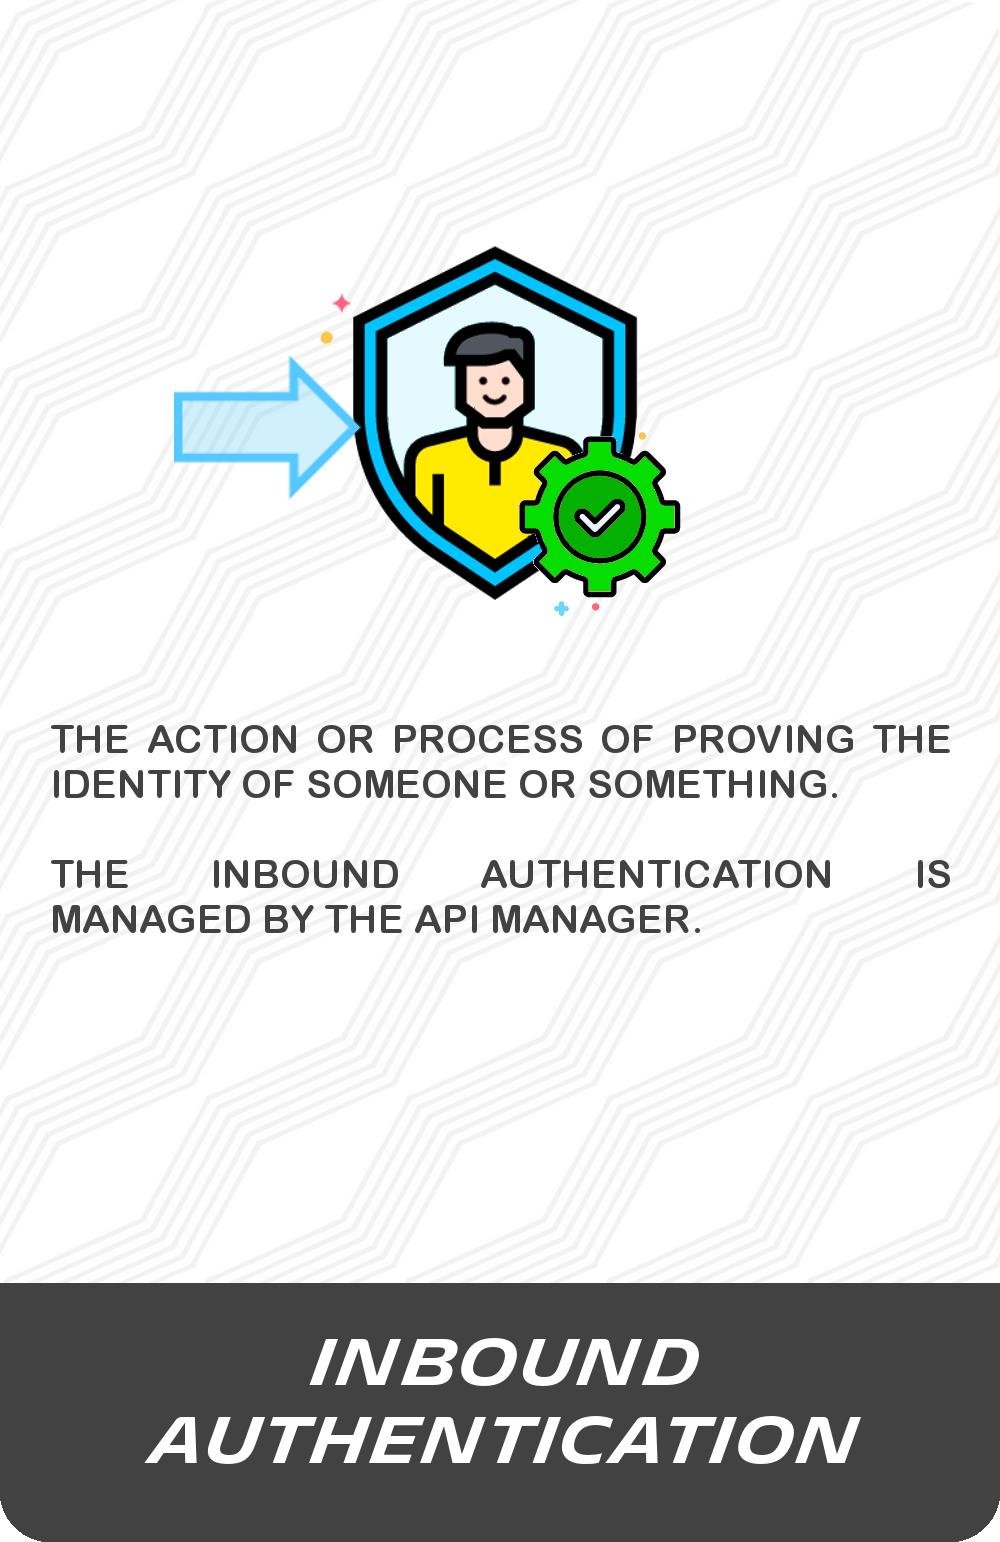 THE ACTION OR PROCESS OF PROVING THE
IDENTITY OF SOMEONE OR SOMETHING.
THE INBOUND AUTHENTICATION IS
MANAGED BY THE API MANAGER.
INBOUND
AUTHENTICATION